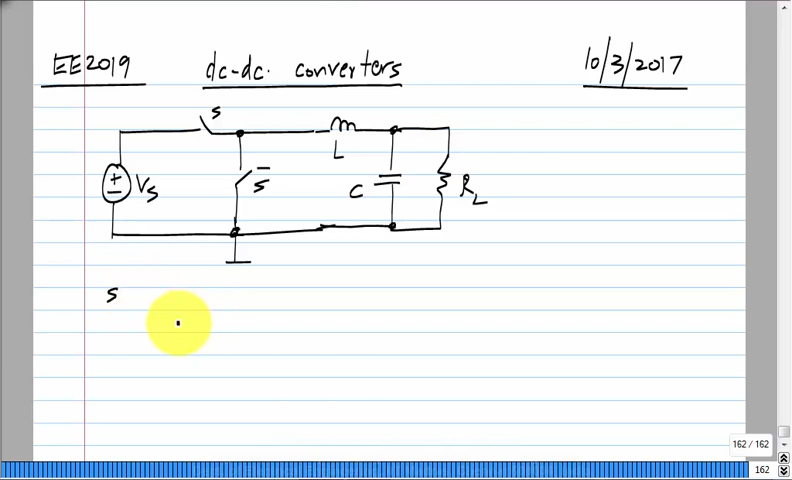 EE2019 dc-dc. converters 10/3/2017
S
L
+
-
Vs
S̅
C
RL
S
162 / 162
162